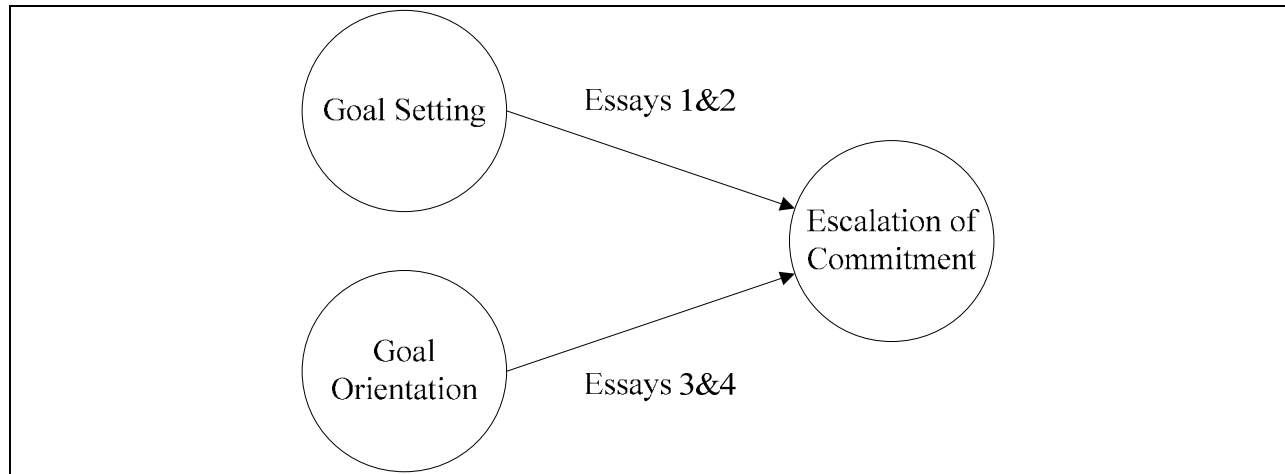 Goal Setting
Essays 1&2
Escalation of
Commitment
Goal
Orientation
Essays 3&4